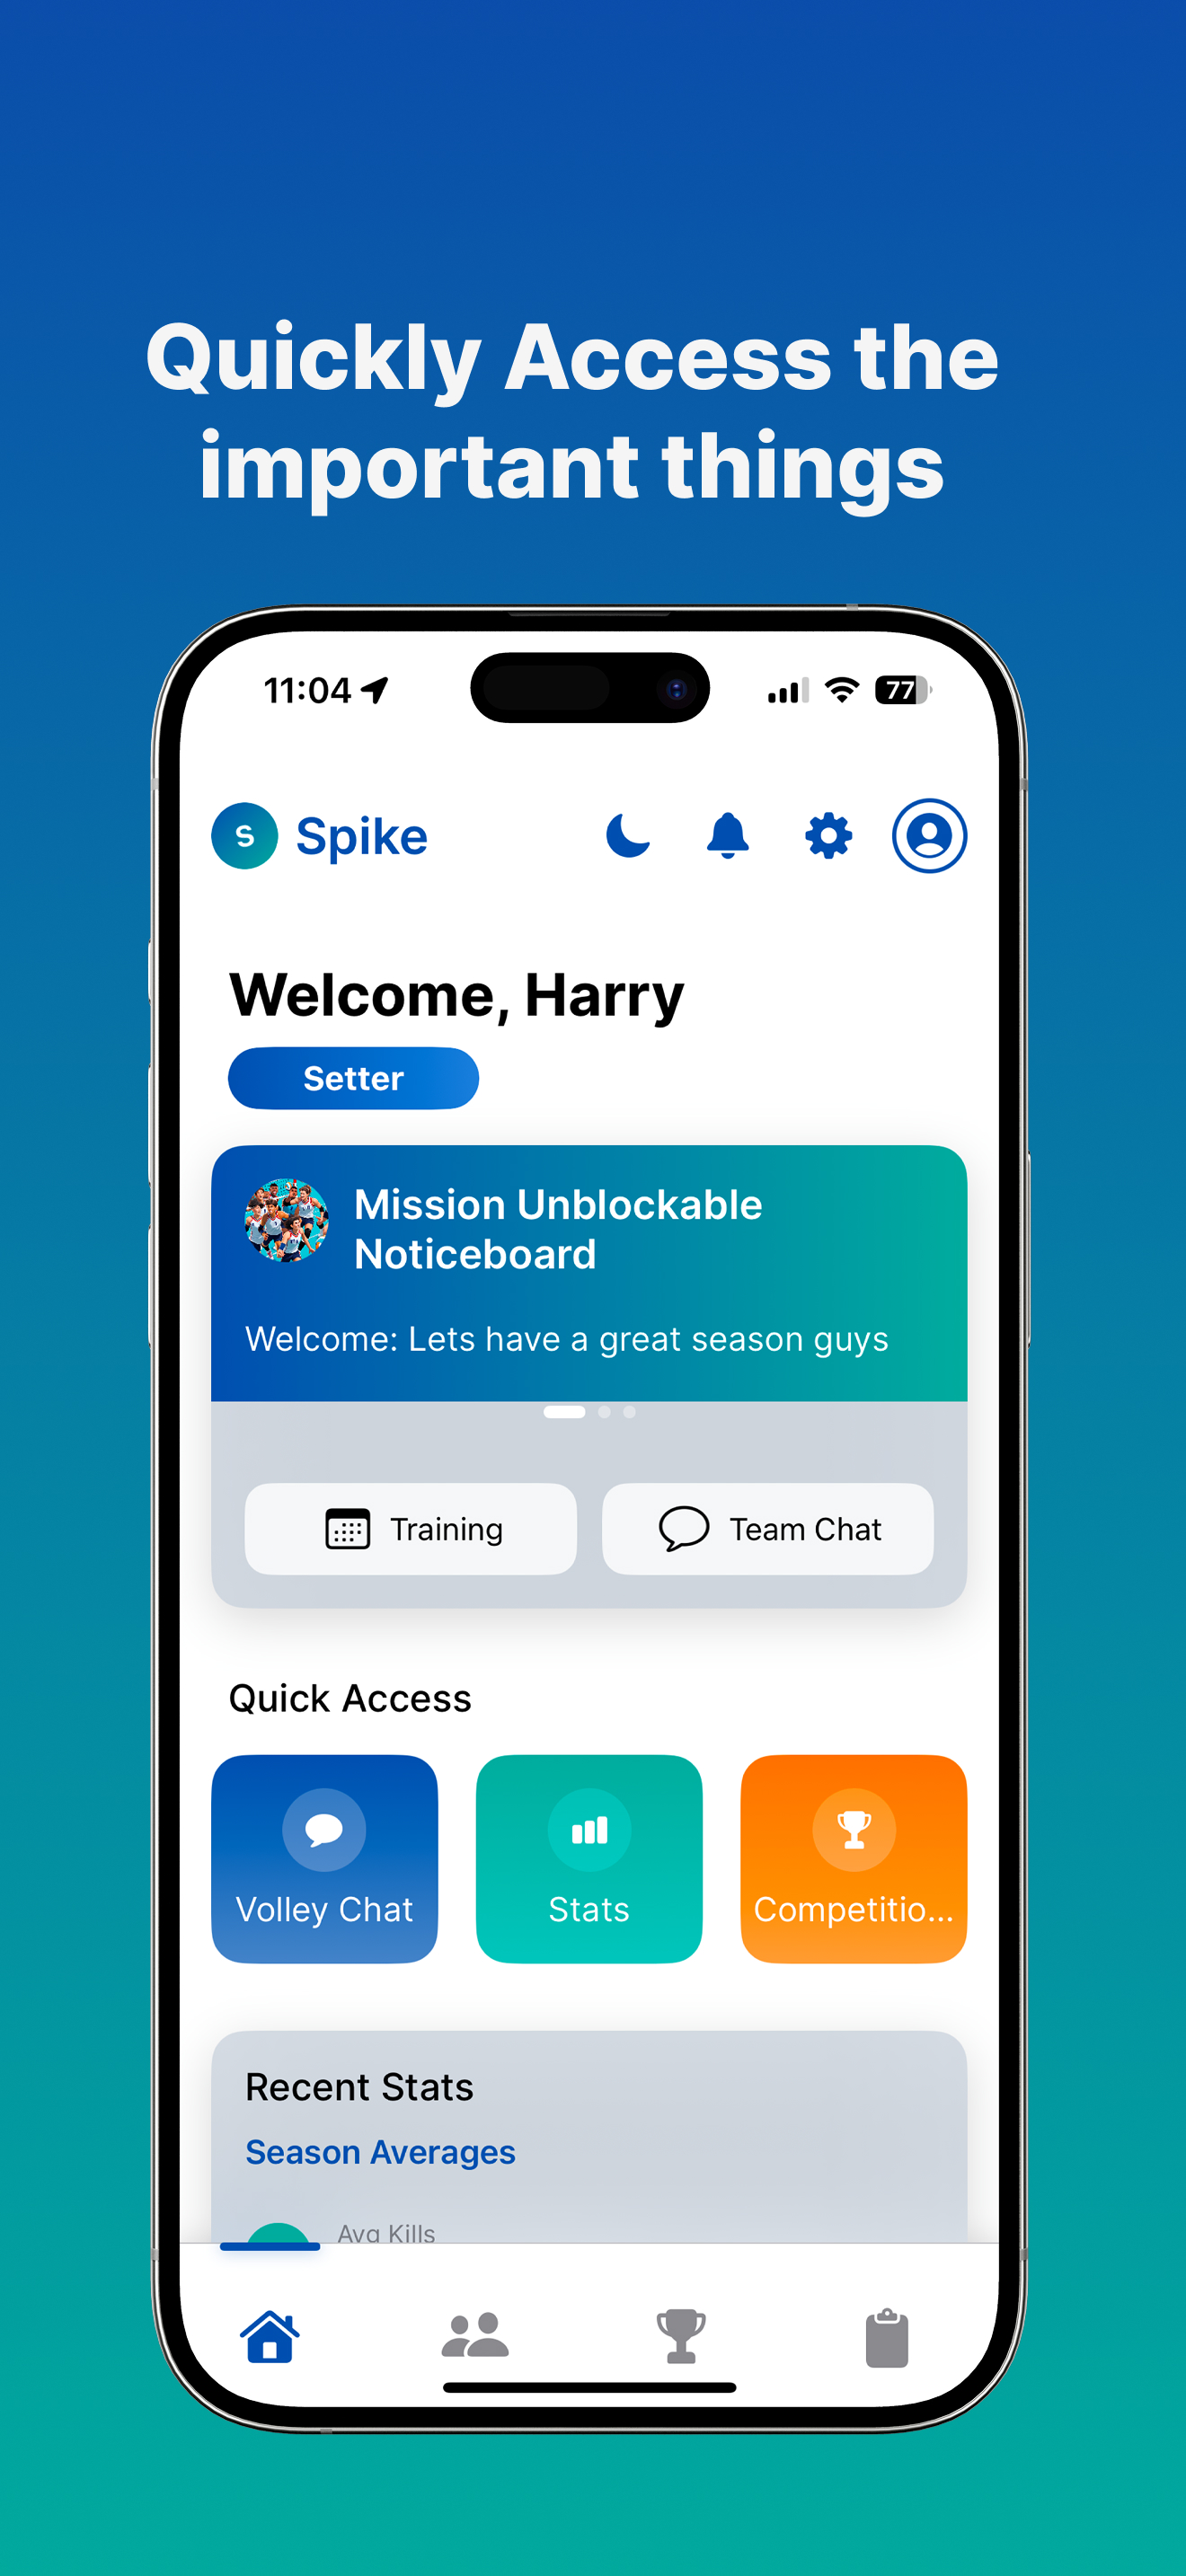 Quickly Access the
important things
11:04
77
S
Spike
Welcome, Harry
Setter
Mission Unblockable
Noticeboard
Welcome: Lets have a great season guys
Training
Team Chat
Quick Access
Volley Chat
Stats
Competitio...
Recent Stats
Season Averages
Avg Kills